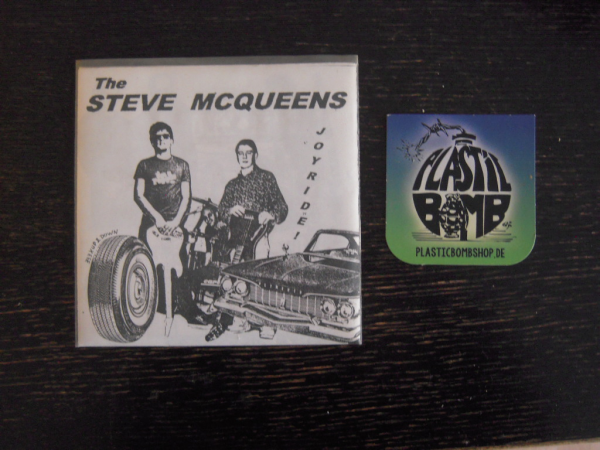 The
STEVE MCQUEENS
JOYRIDE!
PLASTIC
BOMB
PLASTICBOMBSHOP.DE